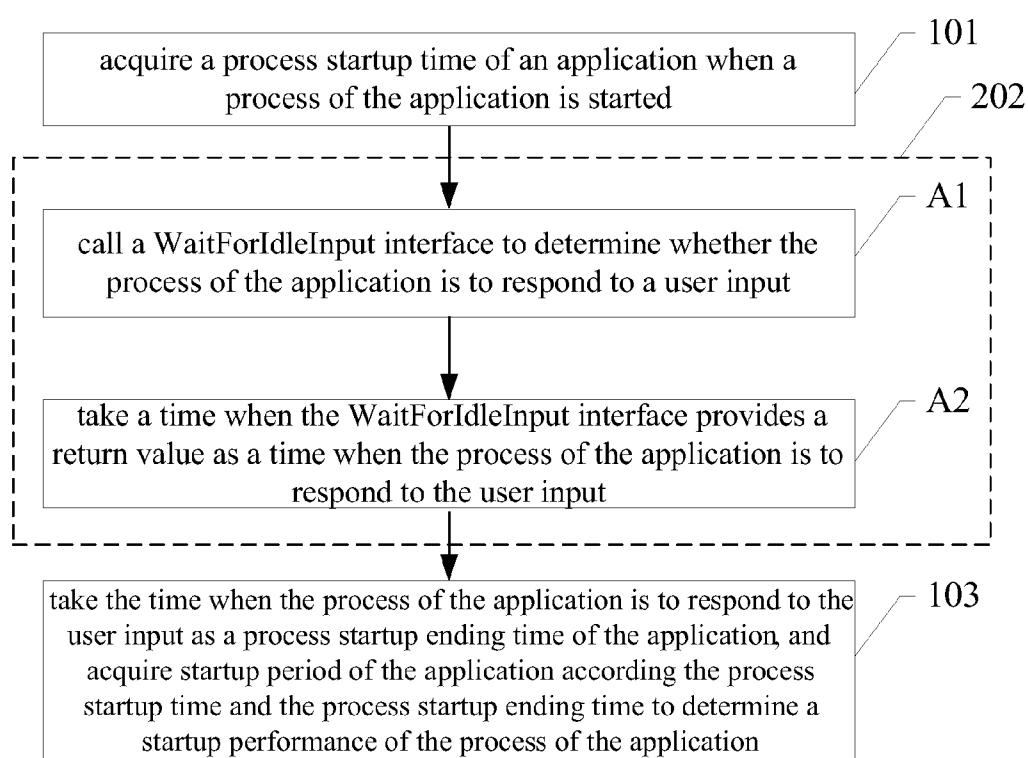 acquire a process startup time of an application when a
process of the application is started
101
202
call a WaitForIdleInput interface to determine whether the
process of the application is to respond to a user input
A1
take a time when the WaitForIdleInput interface provides a
return value as a time when the process of the application is to
respond to the user input
A2
take the time when the process of the application is to respond to the
user input as a process startup ending time of the application, and
acquire startup period of the application according the process
startup time and the process startup ending time to determine a
startup performance of the process of the application
103